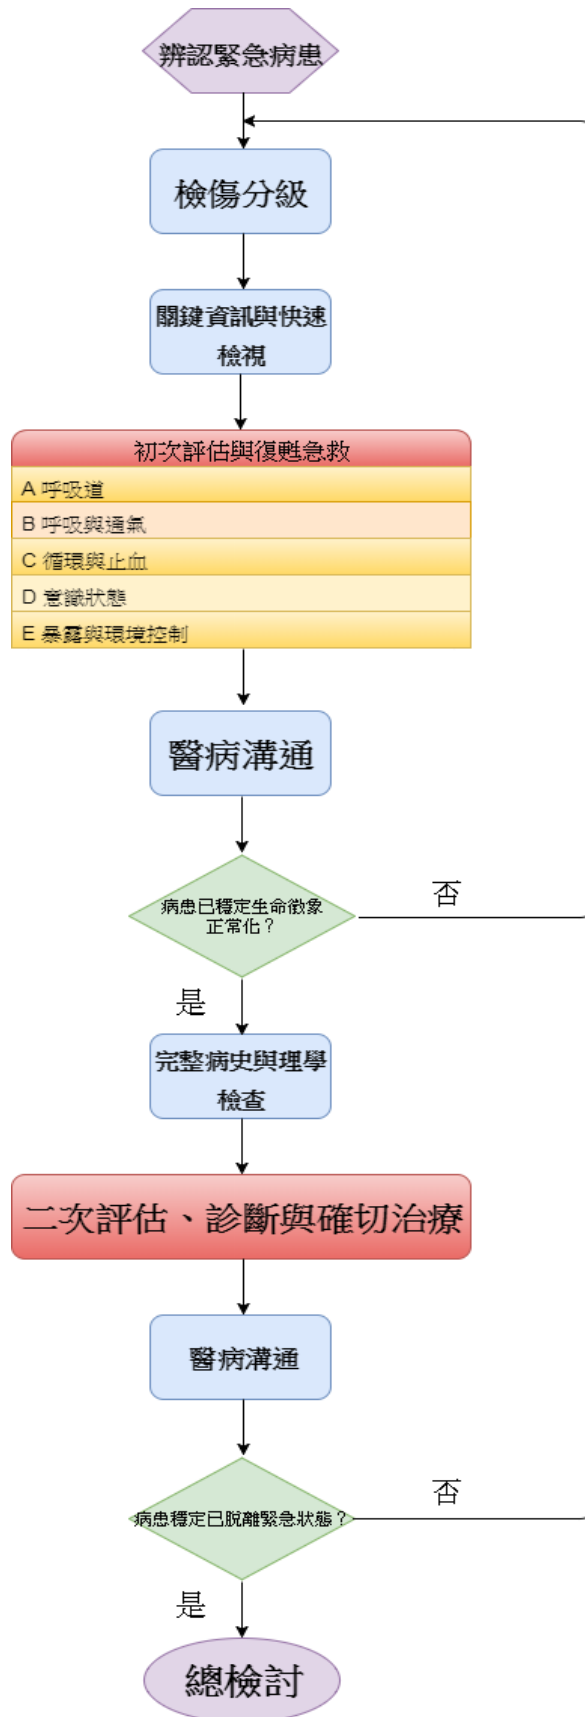 辨認緊急病患
檢傷分級
關鍵資訊與快速
檢視
初次評估與復甦急救
A 呼吸道
B 呼吸與通氣
C 循環與止血
D 意識狀態
E 暴露與環境控制
醫病溝通
病患已穩定生命徵象
正常化？
否
是
完整病史與理學
檢查
二次評估、診斷與確切治療
醫病溝通
病患穩定已脫離緊急狀態？
否
是
總檢討